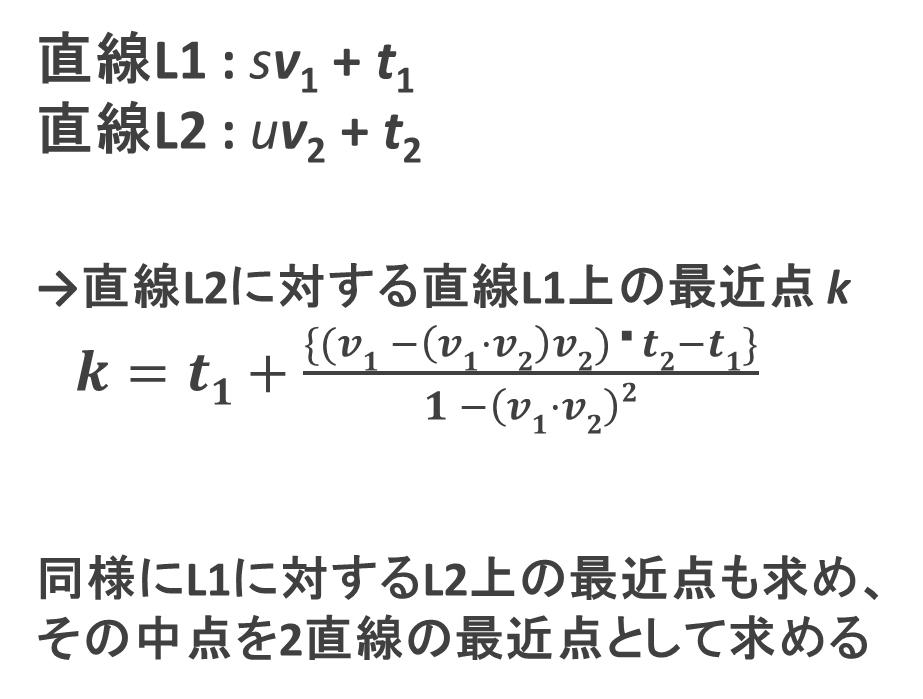 直線L1 : sv₁ + t₁
直線L2 : uv₂ + t₂
→直線L2に対する直線L1上の最近点 k
k = t₁ + {(v₁ −(v₁·v₂)v₂) ▪ t₂−t₁} / 1 −(v₁·v₂)²
同様にL1に対するL2上の最近点も求め、
その中点を2直線の最近点として求める